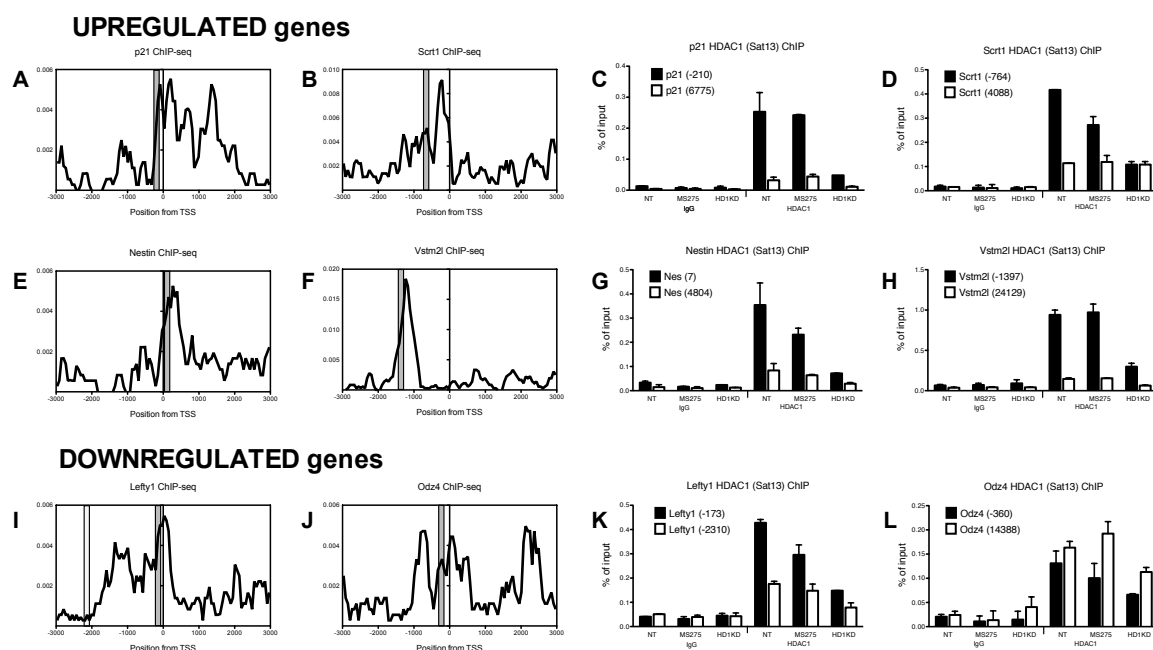 UPREGULATED genes
A
p21 ChIP-seq
0.006
0.004
0.002
-3000 -2000 -1000 0 1000 2000 3000
Position from TSS
B
Scrt1 ChIP-seq
0.010
0.008
0.006
0.004
0.002
0.000
-3000 -2000 -1000 0 1000 2000 3000
Position from TSS
C
p21 HDAC1 (Sat13) ChIP
p21 (-210)
p21 (6775)
% of input
0.4
0.3
0.2
0.1
0.0
NT MS275 HD1KD NT MS275 HD1KD
IgG HDAC1
D
Scrt1 HDAC1 (Sat13) ChIP
Scrt1 (-764)
Scrt1 (4088)
% of input
0.5
0.4
0.3
0.2
0.1
0.0
NT MS275 HD1KD NT MS275 HD1KD
IgG HDAC1
E
Nestin ChIP-seq
0.006
0.004
0.002
-3000 -2000 -1000 0 1000 2000 3000
Position from TSS
F
Vstm2l ChIP-seq
0.020
0.015
0.010
0.005
0.000
-3000 -2000 -1000 0 1000 2000 3000
Position from TSS
G
Nestin HDAC1 (Sat13) ChIP
Nes (7)
Nes (4804)
% of input
0.5
0.4
0.3
0.2
0.1
0.0
NT MS275 HD1KD NT MS275 HD1KD
IgG HDAC1
H
Vstm2l HDAC1 (Sat13) ChIP
Vstm2l (-1397)
Vstm2l (24129)
% of input
1.5
1.0
0.5
0.0
NT MS275 HD1KD NT MS275 HD1KD
IgG HDAC1
DOWNREGULATED genes
I
Lefty1 ChIP-seq
0.006
0.004
0.002
-3000 -2000 -1000 0 1000 2000 3000
Position from TSS
J
Odz4 ChIP-seq
0.006
0.004
0.002
-3000 -2000 -1000 0 1000 2000 3000
Position from TSS
K
Lefty1 HDAC1 (Sat13) ChIP
Lefty1 (-173)
Lefty1 (-2310)
% of input
0.5
0.4
0.3
0.2
0.1
0.0
NT MS275 HD1KD NT MS275 HD1KD
IgG HDAC1
L
Odz4 HDAC1 (Sat13) ChIP
Odz4 (-360)
Odz4 (14388)
% of input
0.25
0.20
0.15
0.10
0.05
0.00
NT MS275 HD1KD NT MS275 HD1KD
IgG HDAC1